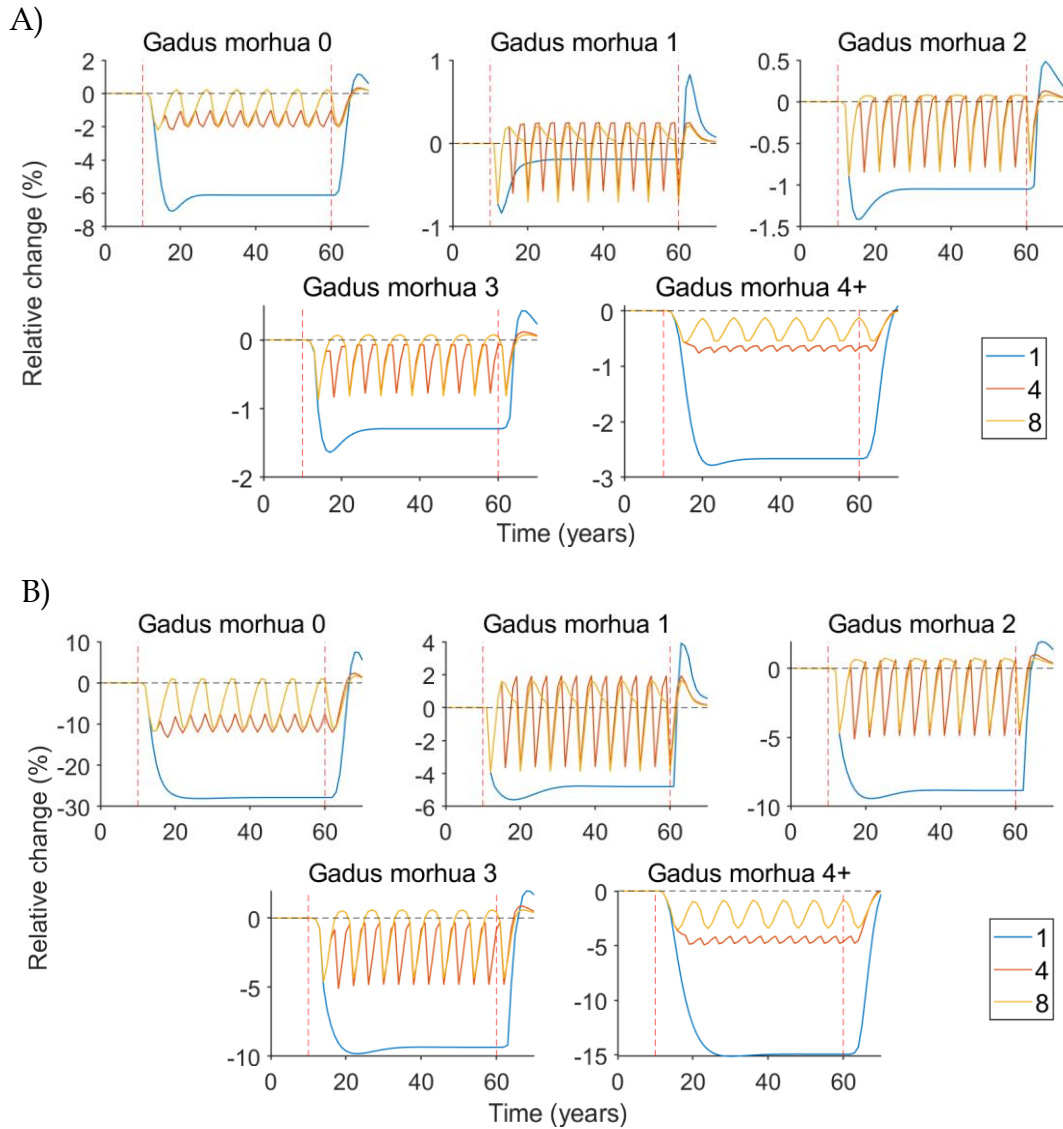 A)
Gadus morhua 0
Gadus morhua 1
Gadus morhua 2
2
0
-2
-4
-6
-8
0 20 40 60
1
0
-1
0 20 40 60
0.5
0
-0.5
-1
-1.5
0 20 40 60
Relative change (%)
Gadus morhua 3
Gadus morhua 4+
0
-1
-2
0 20 40 60
0
-1
-2
-3
0 20 40 60
1
4
8
Time (years)
B)
Gadus morhua 0
Gadus morhua 1
Gadus morhua 2
10
0
-10
-20
-30
0 20 40 60
4
2
0
-2
-4
-6
0 20 40 60
0
-5
-10
0 20 40 60
Relative change (%)
Gadus morhua 3
Gadus morhua 4+
0
-5
-10
0 20 40 60
0
-5
-10
-15
0 20 40 60
1
4
8
Time (years)